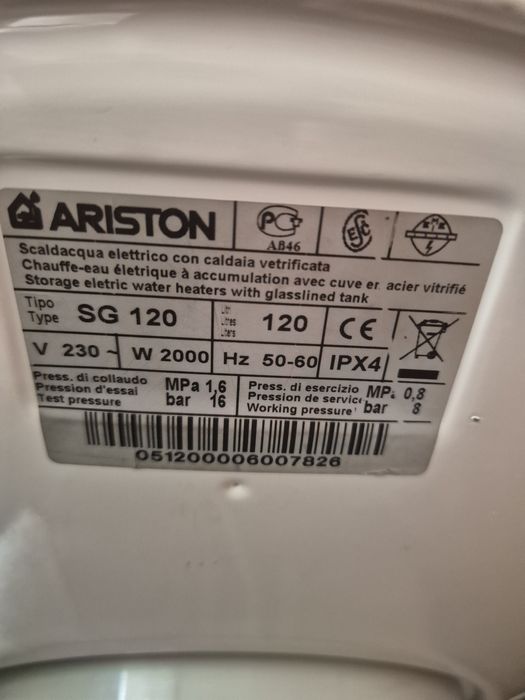 ARISTON
AB46
Scaldacqua elettrico con caldaia vetrificata
Chauffe-eau életrique à accumulation avec cuve er acier vitrifié
Storage eletric water heaters with glasslined tank
Tipo
Type SG 120
120
CE
V 230 ~ W 2000 Hz 50-60 IPX4
Press. di collaudo
Pression d'essai
Test pressure
MPa 1,6
bar 16
Press. di esercizio
Pression de service
Working pressure
MPa 0,8
bar 8
051200006007826